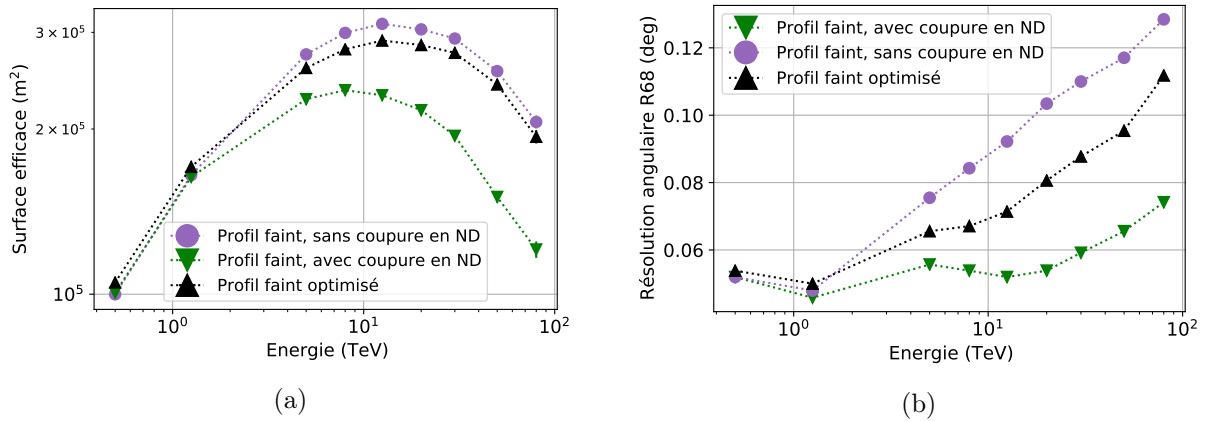 3 × 10⁵
2 × 10⁵
10⁵
Surface efficace (m²)
Profil faint, sans coupure en ND
Profil faint, avec coupure en ND
Profil faint optimisé
10⁰
10¹
10²
Energie (TeV)
(a)
0.12
0.10
0.08
0.06
Résolution angulaire R68 (deg)
Profil faint, avec coupure en ND
Profil faint, sans coupure en ND
Profil faint optimisé
10⁰
10¹
10²
Energie (TeV)
(b)